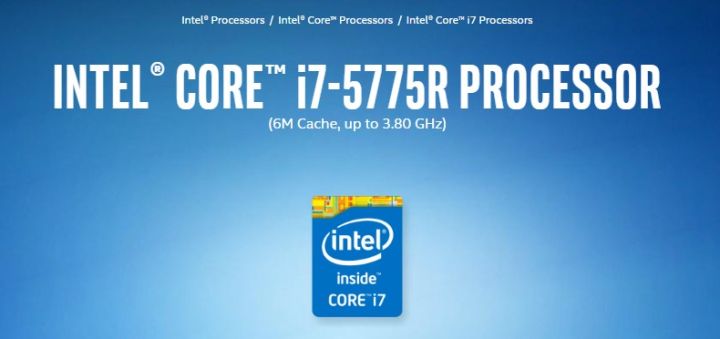 Intel® Processors / Intel® Core™ Processors / Intel® Core™ i7 Processors
INTEL® CORE™ i7-5775R PROCESSOR
(6M Cache, up to 3.80 GHz)
intel®
inside™
CORE™ i7